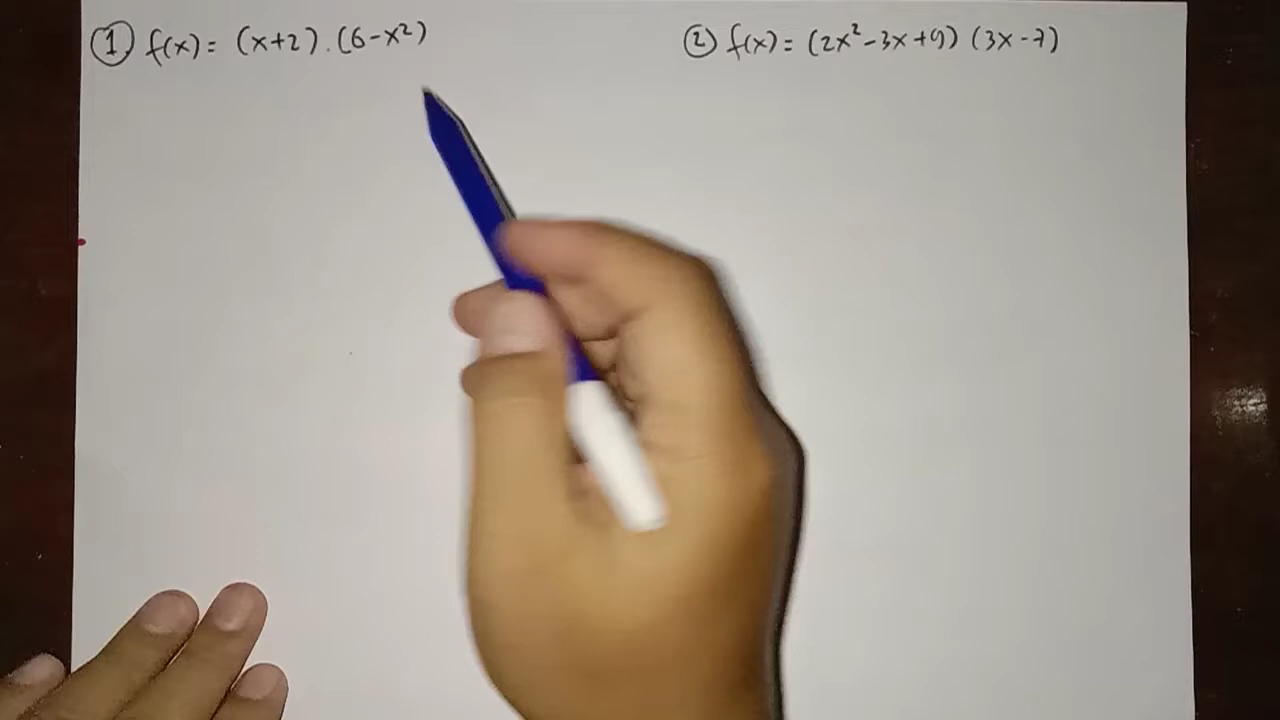 ① f(x) = (x+2) . (6-x²)
② f(x) = (2x²-3x+9) (3x-7)